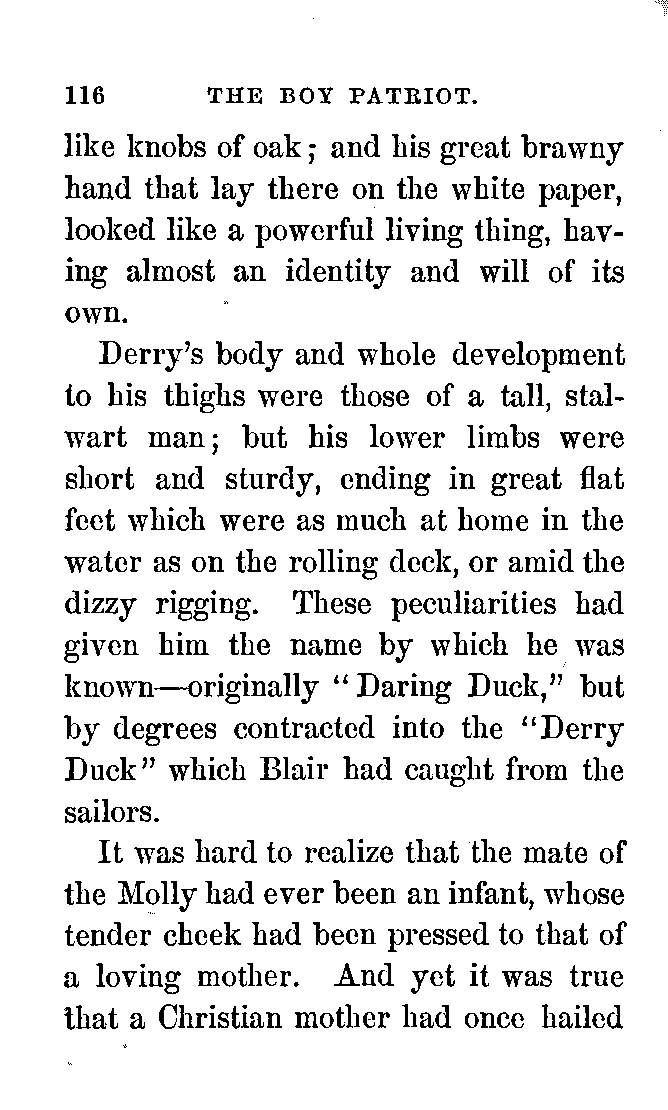 116 THE BOY PATRIOT.
like knobs of oak; and his great brawny
hand that lay there on the white paper,
looked like a powerful living thing, hav-
ing almost an identity and will of its
own.
Derry's body and whole development
to his thighs were those of a tall, stal-
wart man; but his lower limbs were
short and sturdy, ending in great flat
feet which were as much at home in the
water as on the rolling deck, or amid the
dizzy rigging. These peculiarities had
given him the name by which he was
known—originally "Daring Duck," but
by degrees contracted into the "Derry
Duck" which Blair had caught from the
sailors.
It was hard to realize that the mate of
the Molly had ever been an infant, whose
tender cheek had been pressed to that of
a loving mother. And yet it was true
that a Christian mother had once hailed